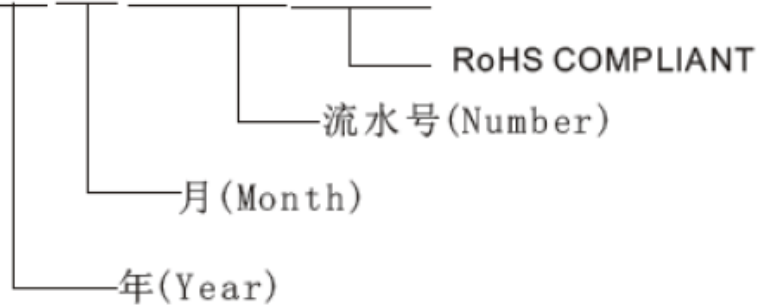 RoHS COMPLIANT
流水号(Number)
月(Month)
年(Year)